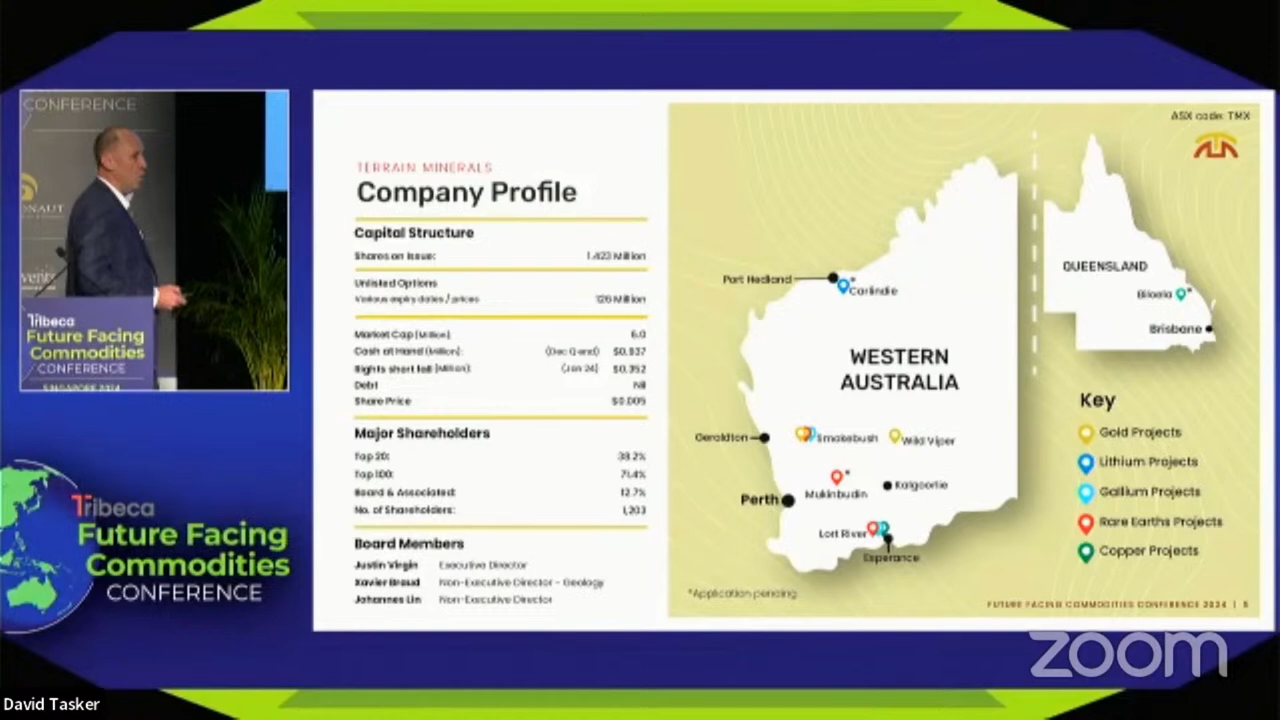 CONFERENCE
Tribeca
Future Facing
Commodities
CONFERENCE
SINGAPORE 2024
Tribeca
Future Facing
Commodities
CONFERENCE
TERRAIN MINERALS
Company Profile
Capital Structure
Shares on Issue: 1.423 Million
Unlisted Options
Various expiry dates / prices 126 Million
Market Cap (Million): 6.0
Cash at Hand (Million): (Dec Q end) $0.937
Rights short fall (Million): (Jan 24) $0.352
Debt Nil
Share Price $0.005
Major Shareholders
Top 20: 38.2%
Top 100: 71.4%
Board & Associated: 12.7%
No. of Shareholders: 1,203
Board Members
Justin Virgin Executive Director
Xavier Braud Non-Executive Director - Geology
Johannes Lin Non-Executive Director
ASX code: TMX
Port Hedland
Carlindie*
WESTERN
AUSTRALIA
Geraldton
Smokebush
Wild Viper
Mukinbudin*
Kalgoorlie
Perth
Lort River
Esperance
QUEENSLAND
Biloela*
Brisbane
Key
Gold Projects
Lithium Projects
Gallium Projects
Rare Earths Projects
Copper Projects
*Application pending
FUTURE FACING COMMODITIES CONFERENCE 2024 | 5
zoom
David Tasker